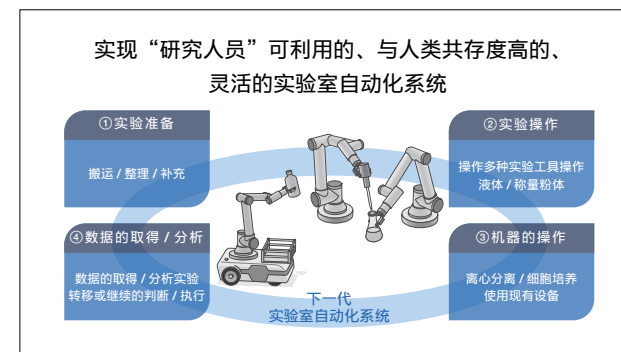 实现“研究人员”可利用的、与人类共存度高的、
灵活的实验室自动化系统
①实验准备
搬运 / 整理 / 补充
②实验操作
操作多种实验工具操作
液体 / 称量粉体
④数据的取得 / 分析
数据的取得 / 分析实验
转移或继续的判断 / 执行
③机器的操作
离心分离 / 细胞培养
使用现有设备
下一代
实验室自动化系统